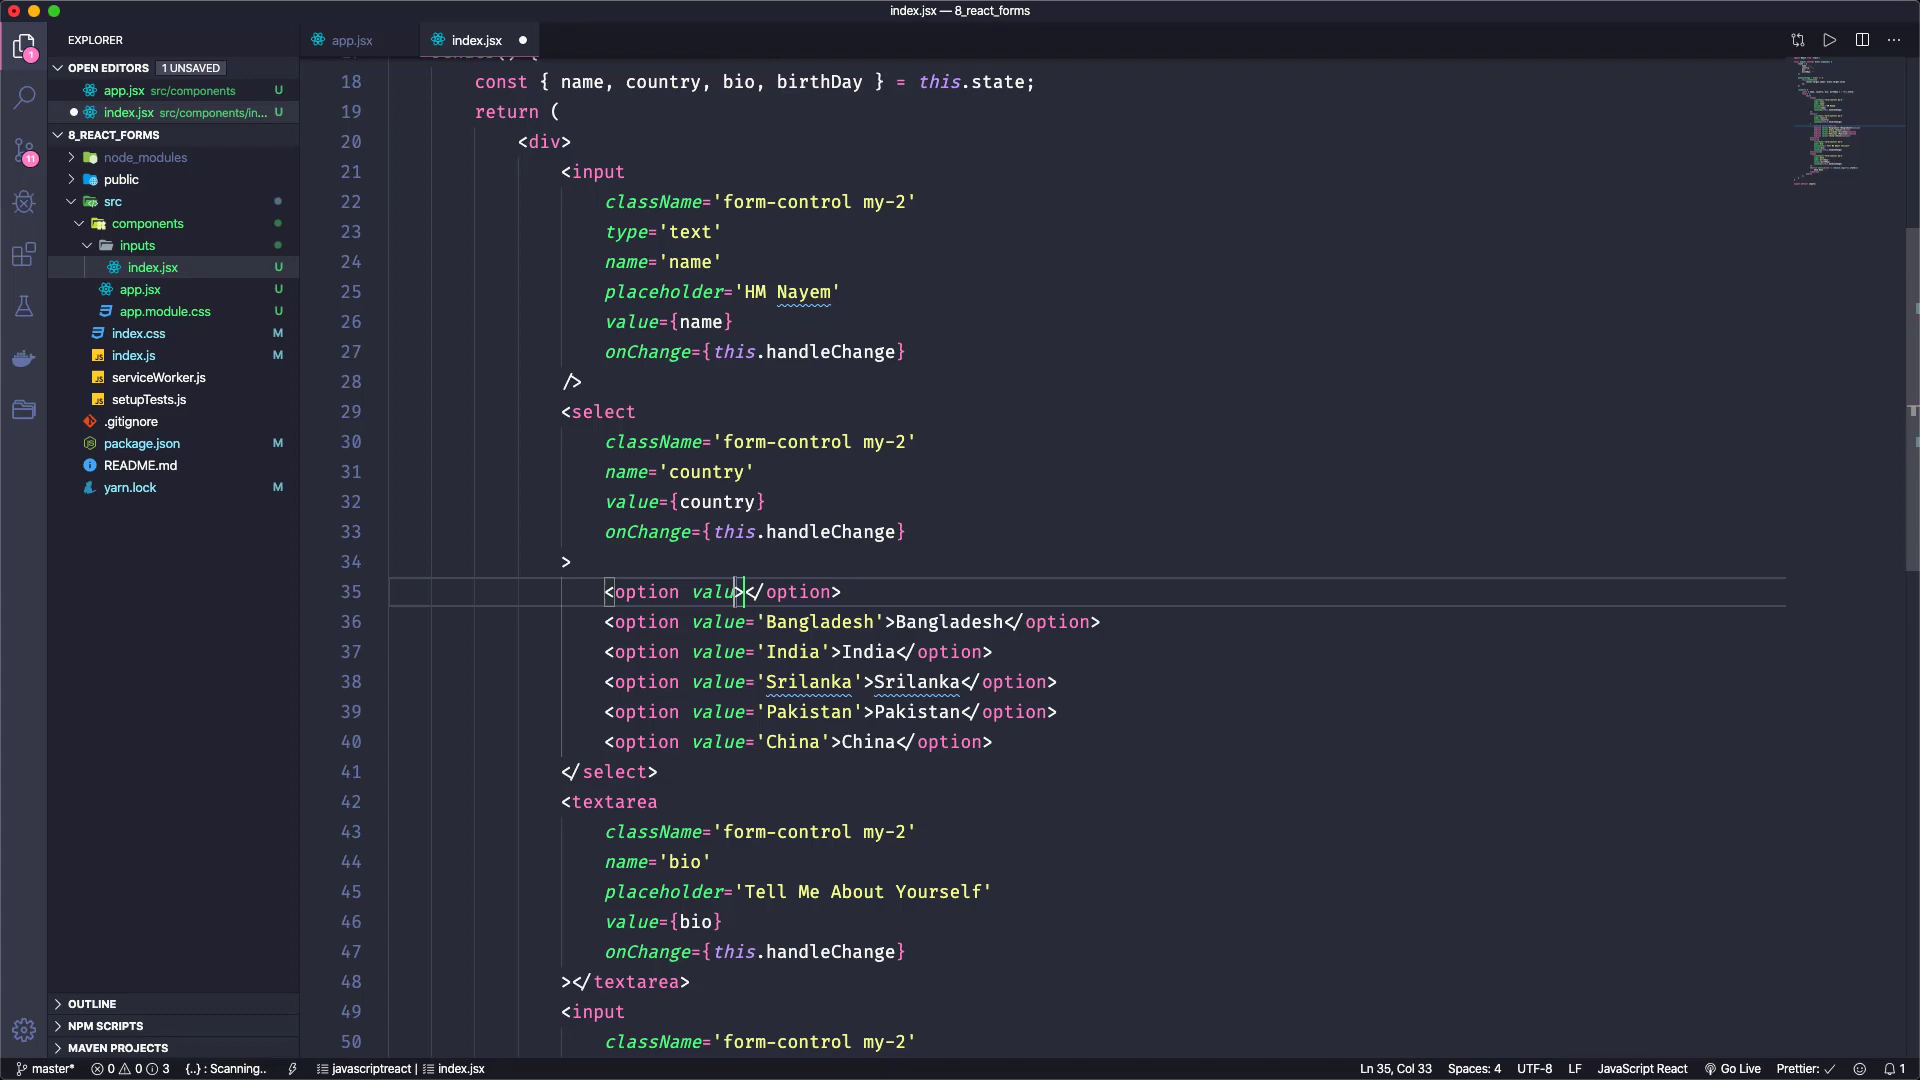 index.jsx — 8_react_forms
EXPLORER
OPEN EDITORS 1 UNSAVED
app.jsx src/components U
index.jsx src/components/in... U
8_REACT_FORMS
node_modules
public
src
components
inputs
index.jsx U
app.jsx U
app.module.css U
index.css M
index.js M
serviceWorker.js
setupTests.js
.gitignore
package.json M
README.md
yarn.lock M
OUTLINE
NPM SCRIPTS
MAVEN PROJECTS
1
11
app.jsx
index.jsx
18 const { name, country, bio, birthDay } = this.state;
19 return (
20 <div>
21 <input
22 className='form-control my-2'
23 type='text'
24 name='name'
25 placeholder='HM Nayem'
26 value={name}
27 onChange={this.handleChange}
28 />
29 <select
30 className='form-control my-2'
31 name='country'
32 value={country}
33 onChange={this.handleChange}
34 >
35 <option valu></option>
36 <option value='Bangladesh'>Bangladesh</option>
37 <option value='India'>India</option>
38 <option value='Srilanka'>Srilanka</option>
39 <option value='Pakistan'>Pakistan</option>
40 <option value='China'>China</option>
41 </select>
42 <textarea
43 className='form-control my-2'
44 name='bio'
45 placeholder='Tell Me About Yourself'
46 value={bio}
47 onChange={this.handleChange}
48 ></textarea>
49 <input
50 className='form-control my-2'
master* 0 0 3 {..} : Scanning.. javascriptreact | index.jsx Ln 35, Col 33 Spaces: 4 UTF-8 LF JavaScript React Go Live Prettier: ✓ 1